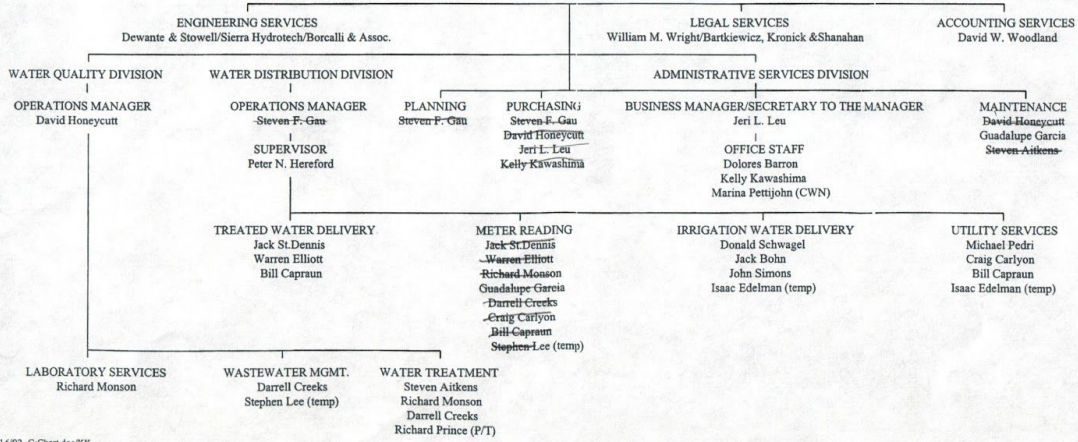 ENGINEERING SERVICES
Dewante & Stowell/Sierra Hydrotech/Borcalli & Assoc.
LEGAL SERVICES
William M. Wright/Bartkiewicz, Kronick &Shanahan
ACCOUNTING SERVICES
David W. Woodland
WATER QUALITY DIVISION
WATER DISTRIBUTION DIVISION
ADMINISTRATIVE SERVICES DIVISION
OPERATIONS MANAGER
David Honeycutt
OPERATIONS MANAGER
Steven F. Gau
SUPERVISOR
Peter N. Hereford
PLANNING
Steven F. Gau
PURCHASING
Steven F. Gau
David Honeycutt
Jeri L. Leu
Kelly Kawashima
BUSINESS MANAGER/SECRETARY TO THE MANAGER
Jeri L. Leu
OFFICE STAFF
Dolores Barron
Kelly Kawashima
Marina Pettijohn (CWN)
MAINTENANCE
David Honeycutt
Guadalupe Garcia
Steven Aitkens
TREATED WATER DELIVERY
Jack St.Dennis
Warren Elliott
Bill Capraun
METER READING
Jack St.Dennis
Warren Elliott
Richard Monson
Guadalupe Garcia
Darrell Creeks
Craig Carlyon
Bill Capraun
Stephen Lee (temp)
IRRIGATION WATER DELIVERY
Donald Schwagel
Jack Bohn
John Simons
Isaac Edelman (temp)
UTILITY SERVICES
Michael Pedri
Craig Carlyon
Bill Capraun
Isaac Edelman (temp)
LABORATORY SERVICES
Richard Monson
WASTEWATER MGMT.
Darrell Creeks
Stephen Lee (temp)
WATER TREATMENT
Steven Aitkens
Richard Monson
Darrell Creeks
Richard Prince (P/T)